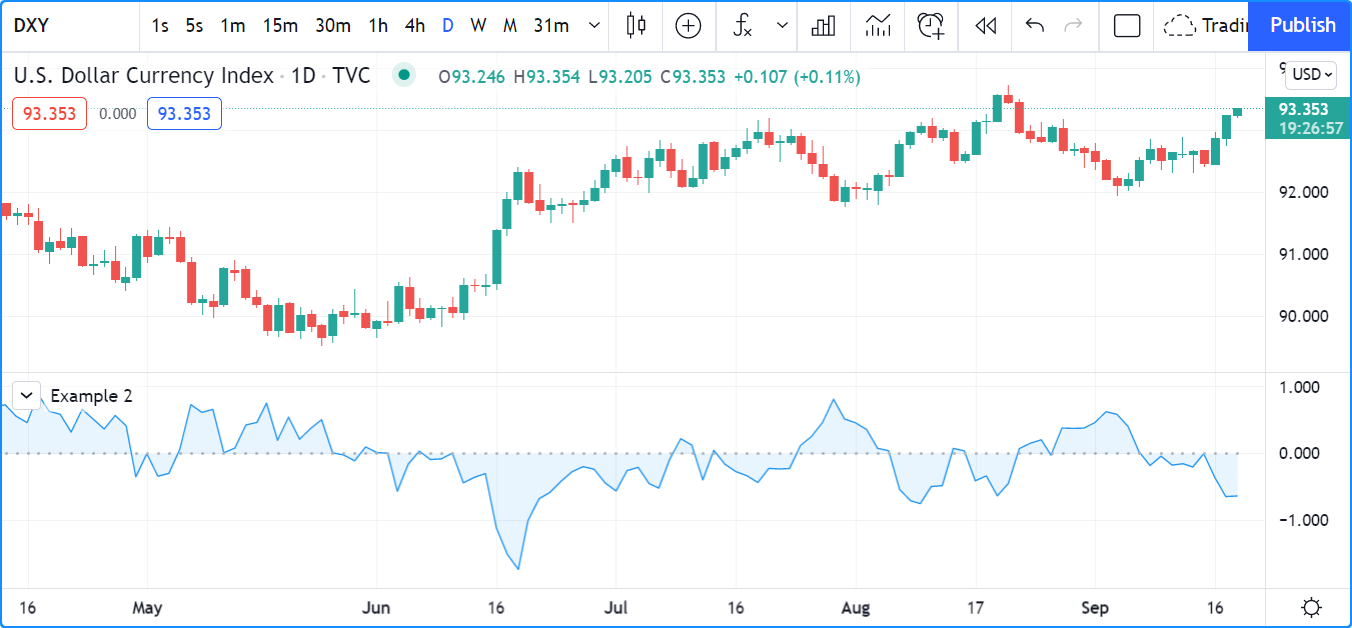 DXY 1s 5s 1m 15m 30m 1h 4h D W M 31m fx Tradin Publish
U.S. Dollar Currency Index · 1D · TVC O93.246 H93.354 L93.205 C93.353 +0.107 (+0.11%)
9 USD
93.353 0.000 93.353
93.353
19:26:57
92.000
91.000
90.000
Example 2
1.000
0.000
−1.000
16 May Jun 16 Jul 16 Aug 17 Sep 16